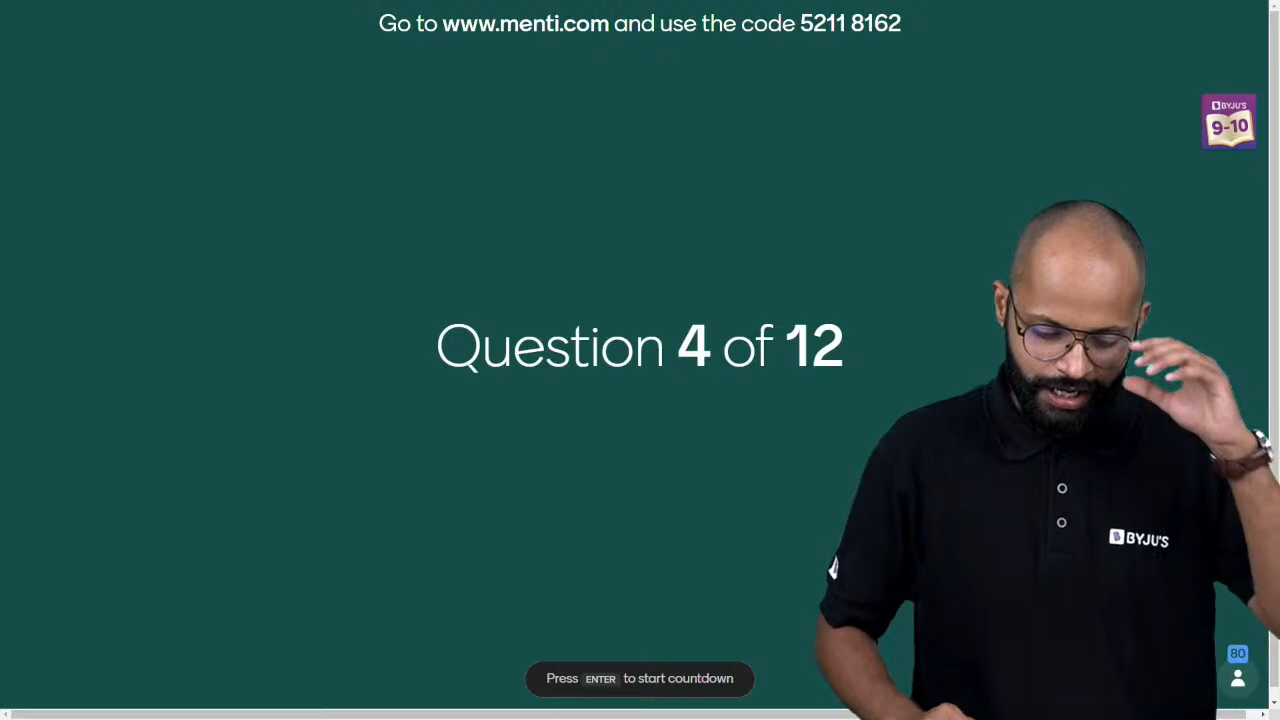 Go to www.menti.com and use the code 5211 8162
BYJU'S
9-10
Question 4 of 12
BYJU'S
80
Press ENTER to start countdown